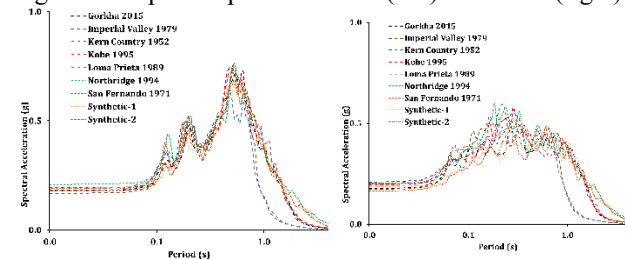 1.0
Gorkha 2015
Imperial Valley 1979
Kern Country 1952
Kobe 1995
Loma Prieta 1989
Northridge 1994
San Fernando 1971
Synthetic-1
Synthetic-2
Spectral Acceleration (g)
0.5
0.0
0.0
0.1
1.0
Period (s)
1.0
Gorkha 2015
Imperial Valley 1979
Kern Country 1952
Kobe 1995
Loma Prieta 1989
Northridge 1994
San Fernando 1971
Synthetic-1
Synthetic-2
Spectral Acceleration (g)
0.5
0.0
0.0
0.1
1.0
Period (s)